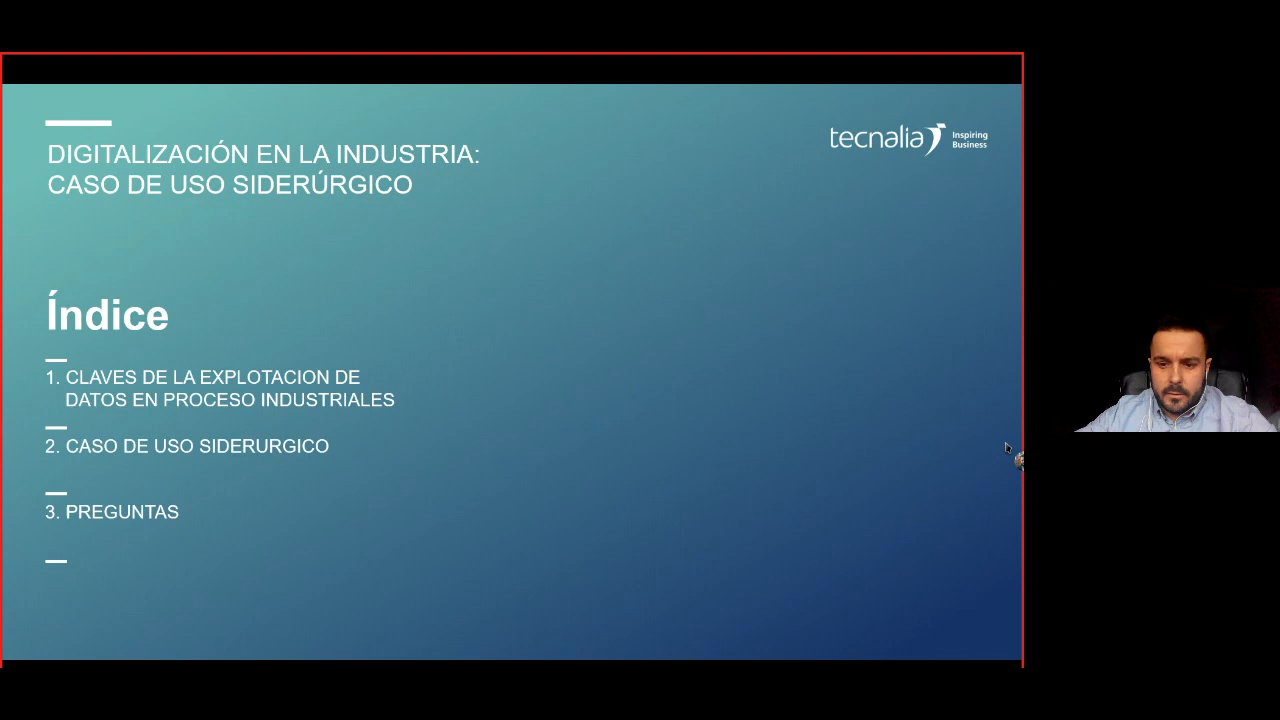 DIGITALIZACIÓN EN LA INDUSTRIA:
CASO DE USO SIDERÚRGICO
tecnalia
Inspiring
Business
Índice
1. CLAVES DE LA EXPLOTACION DE
DATOS EN PROCESO INDUSTRIALES
2. CASO DE USO SIDERURGICO
3. PREGUNTAS